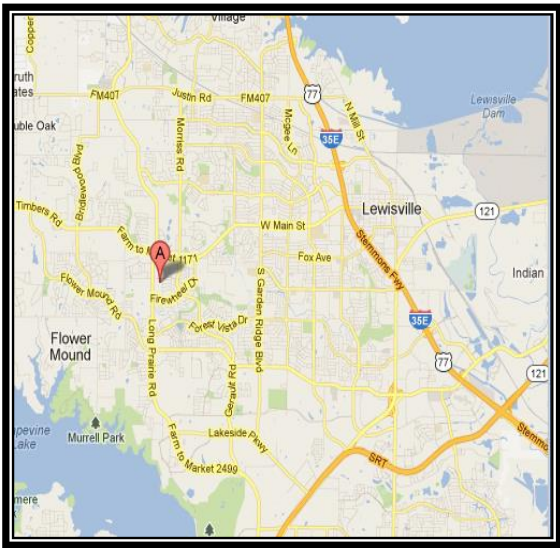 Village
Copper
77
ruth
ates
FM407
Justin Rd
FM407
N Mill St
Lewisville
Dam
uble Oak
Bridlewood Blvd
Morriss Rd
Mcgee Ln
35E
Timbers Rd
W Main St
Lewisville
121
Farm to Market 1171
A
Fox Ave
Stemmons Fwy
Indian
Flower Mound Rd
Firewheel Dr
S Garden Ridge Blvd
Forest Vista Dr
35E
Flower
Mound
Long Prairie Rd
Gerault Rd
77
121
apevine
Lake
Murrell Park
Lakeside Pkwy
Stemmo
Farm to Market 2499
SRT
mere